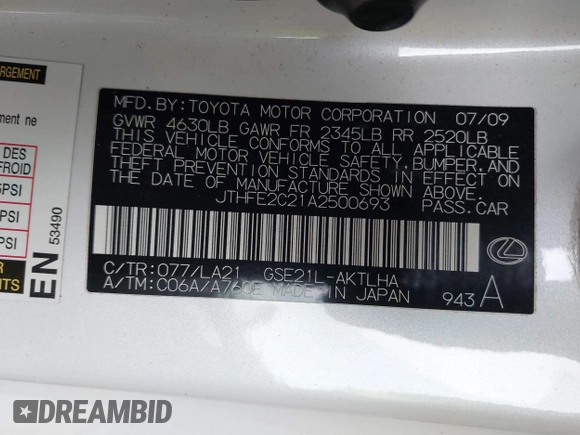 ARGEMENT
ment ne
DES
FROID
PSI
PSI
PSI
EN
53490
MFD. BY: TOYOTA MOTOR CORPORATION 07/09
GVWR 4630LB GAWR FR 2345LB RR 2520LB
THIS VEHICLE CONFORMS TO ALL APPLICABLE
FEDERAL MOTOR VEHICLE SAFETY, BUMPER, AND
THEFT PREVENTION STANDARDS IN EFFECT ON
THE DATE OF MANUFACTURE SHOWN ABOVE.
JTHFE2C21A2500693 PASS. CAR
C/TR: 077/LA21 GSE21L-AKTLHA
A/TM: C06A/A760E MADE IN JAPAN 943 A
DREAMBID